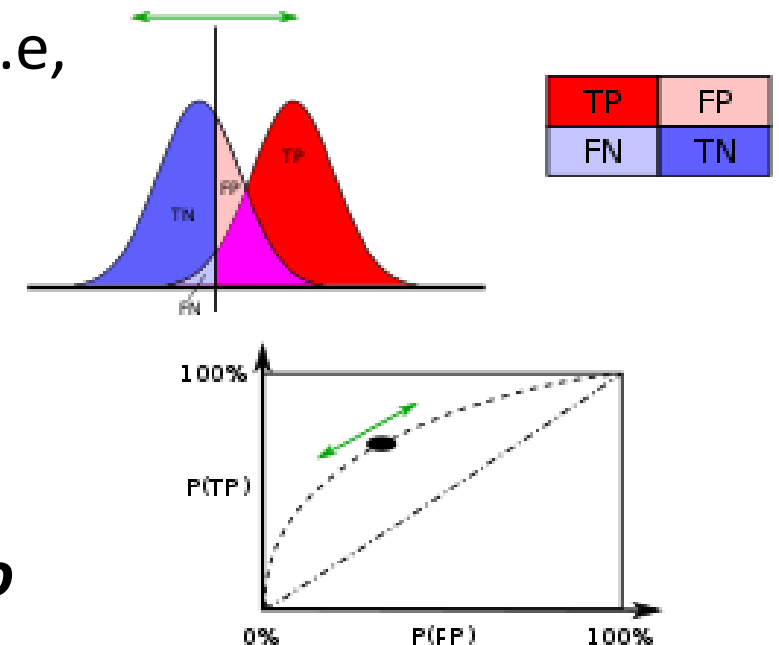 .e,
TP FP
FN TN
TP
FP
TN
FN
100%
P(TP)
0% P(FP) 100%